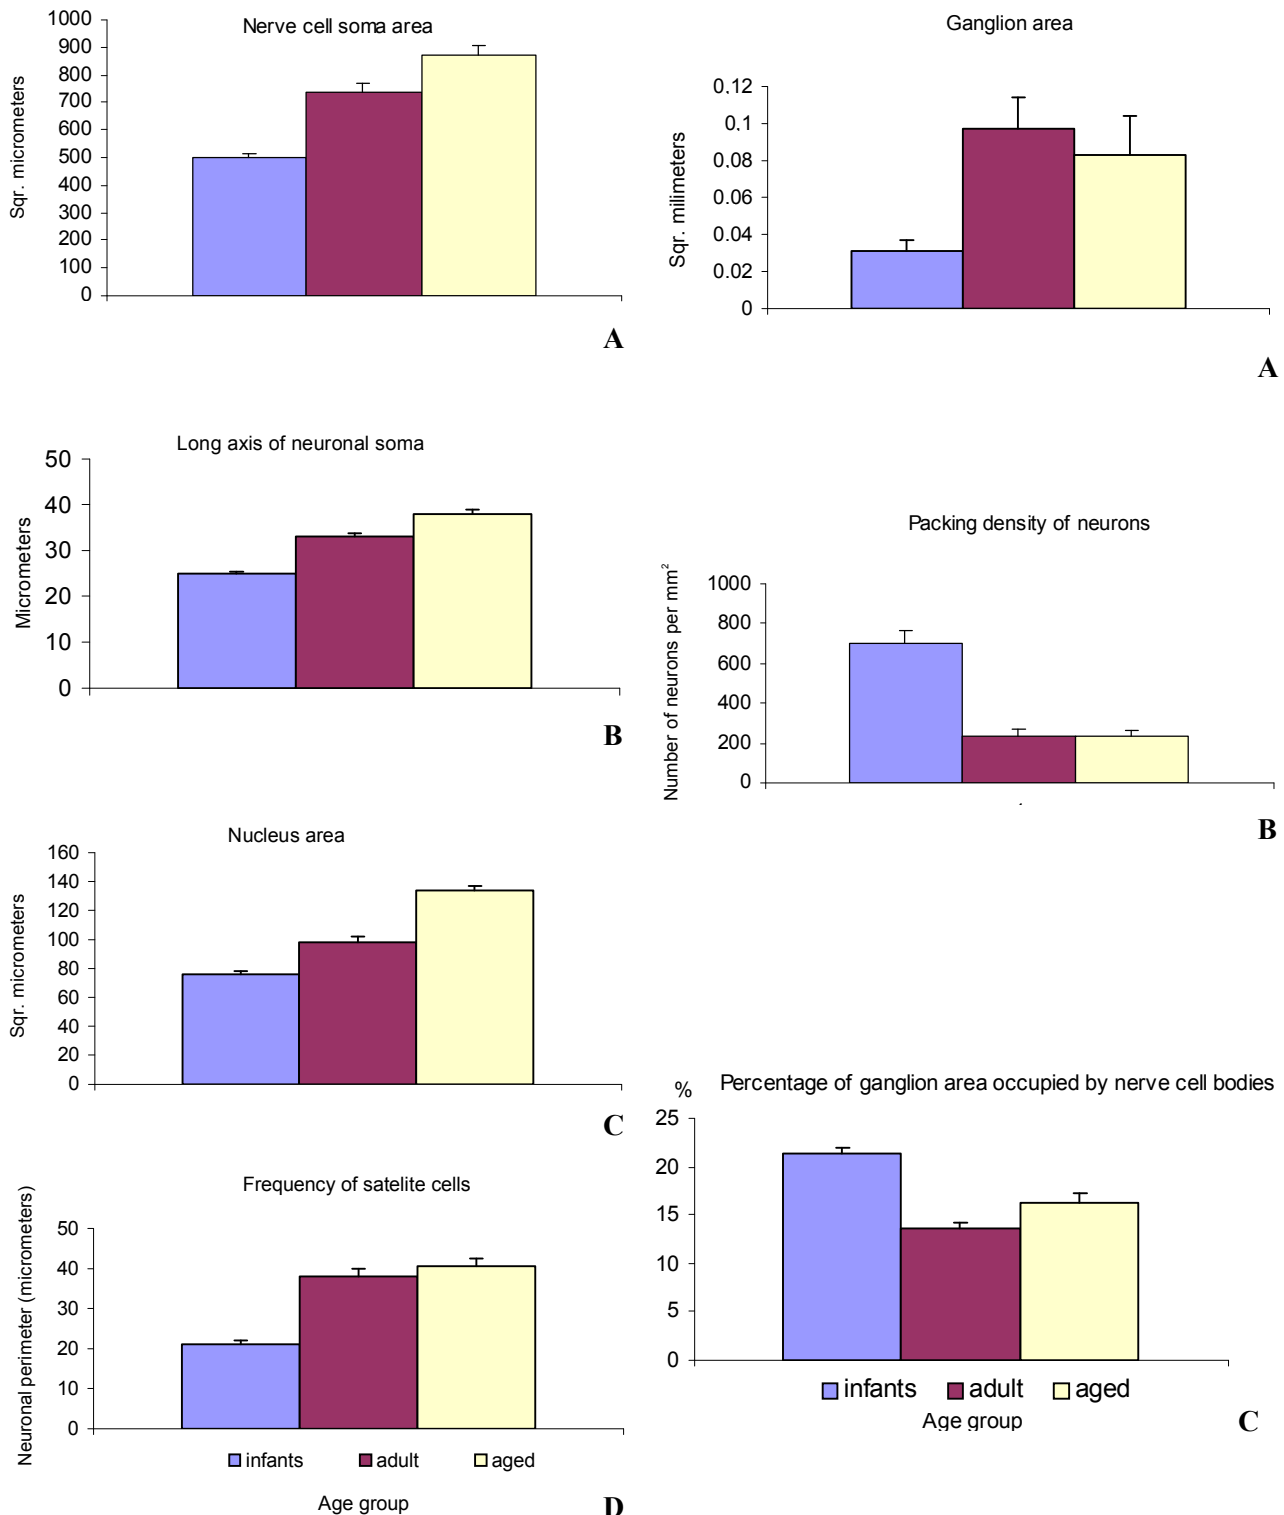 Nerve cell soma area
Sqr. micrometers
1000
900
800
700
600
500
400
300
200
100
0
A
Long axis of neuronal soma
Micrometers
50
40
30
20
10
0
B
Nucleus area
Sqr. micrometers
160
140
120
100
80
60
40
20
0
C
Frequency of satelite cells
Neuronal perimeter (micrometers)
50
40
30
20
10
0
infants adult aged
Age group
D
Ganglion area
Sqr. milimeters
0.12
0.1
0.08
0.06
0.04
0.02
0
A
Packing density of neurons
Number of neurons per mm²
1000
800
600
400
200
0
B
% Percentage of ganglion area occupied by nerve cell bodies
25
20
15
10
5
0
infants adult aged
Age group
C